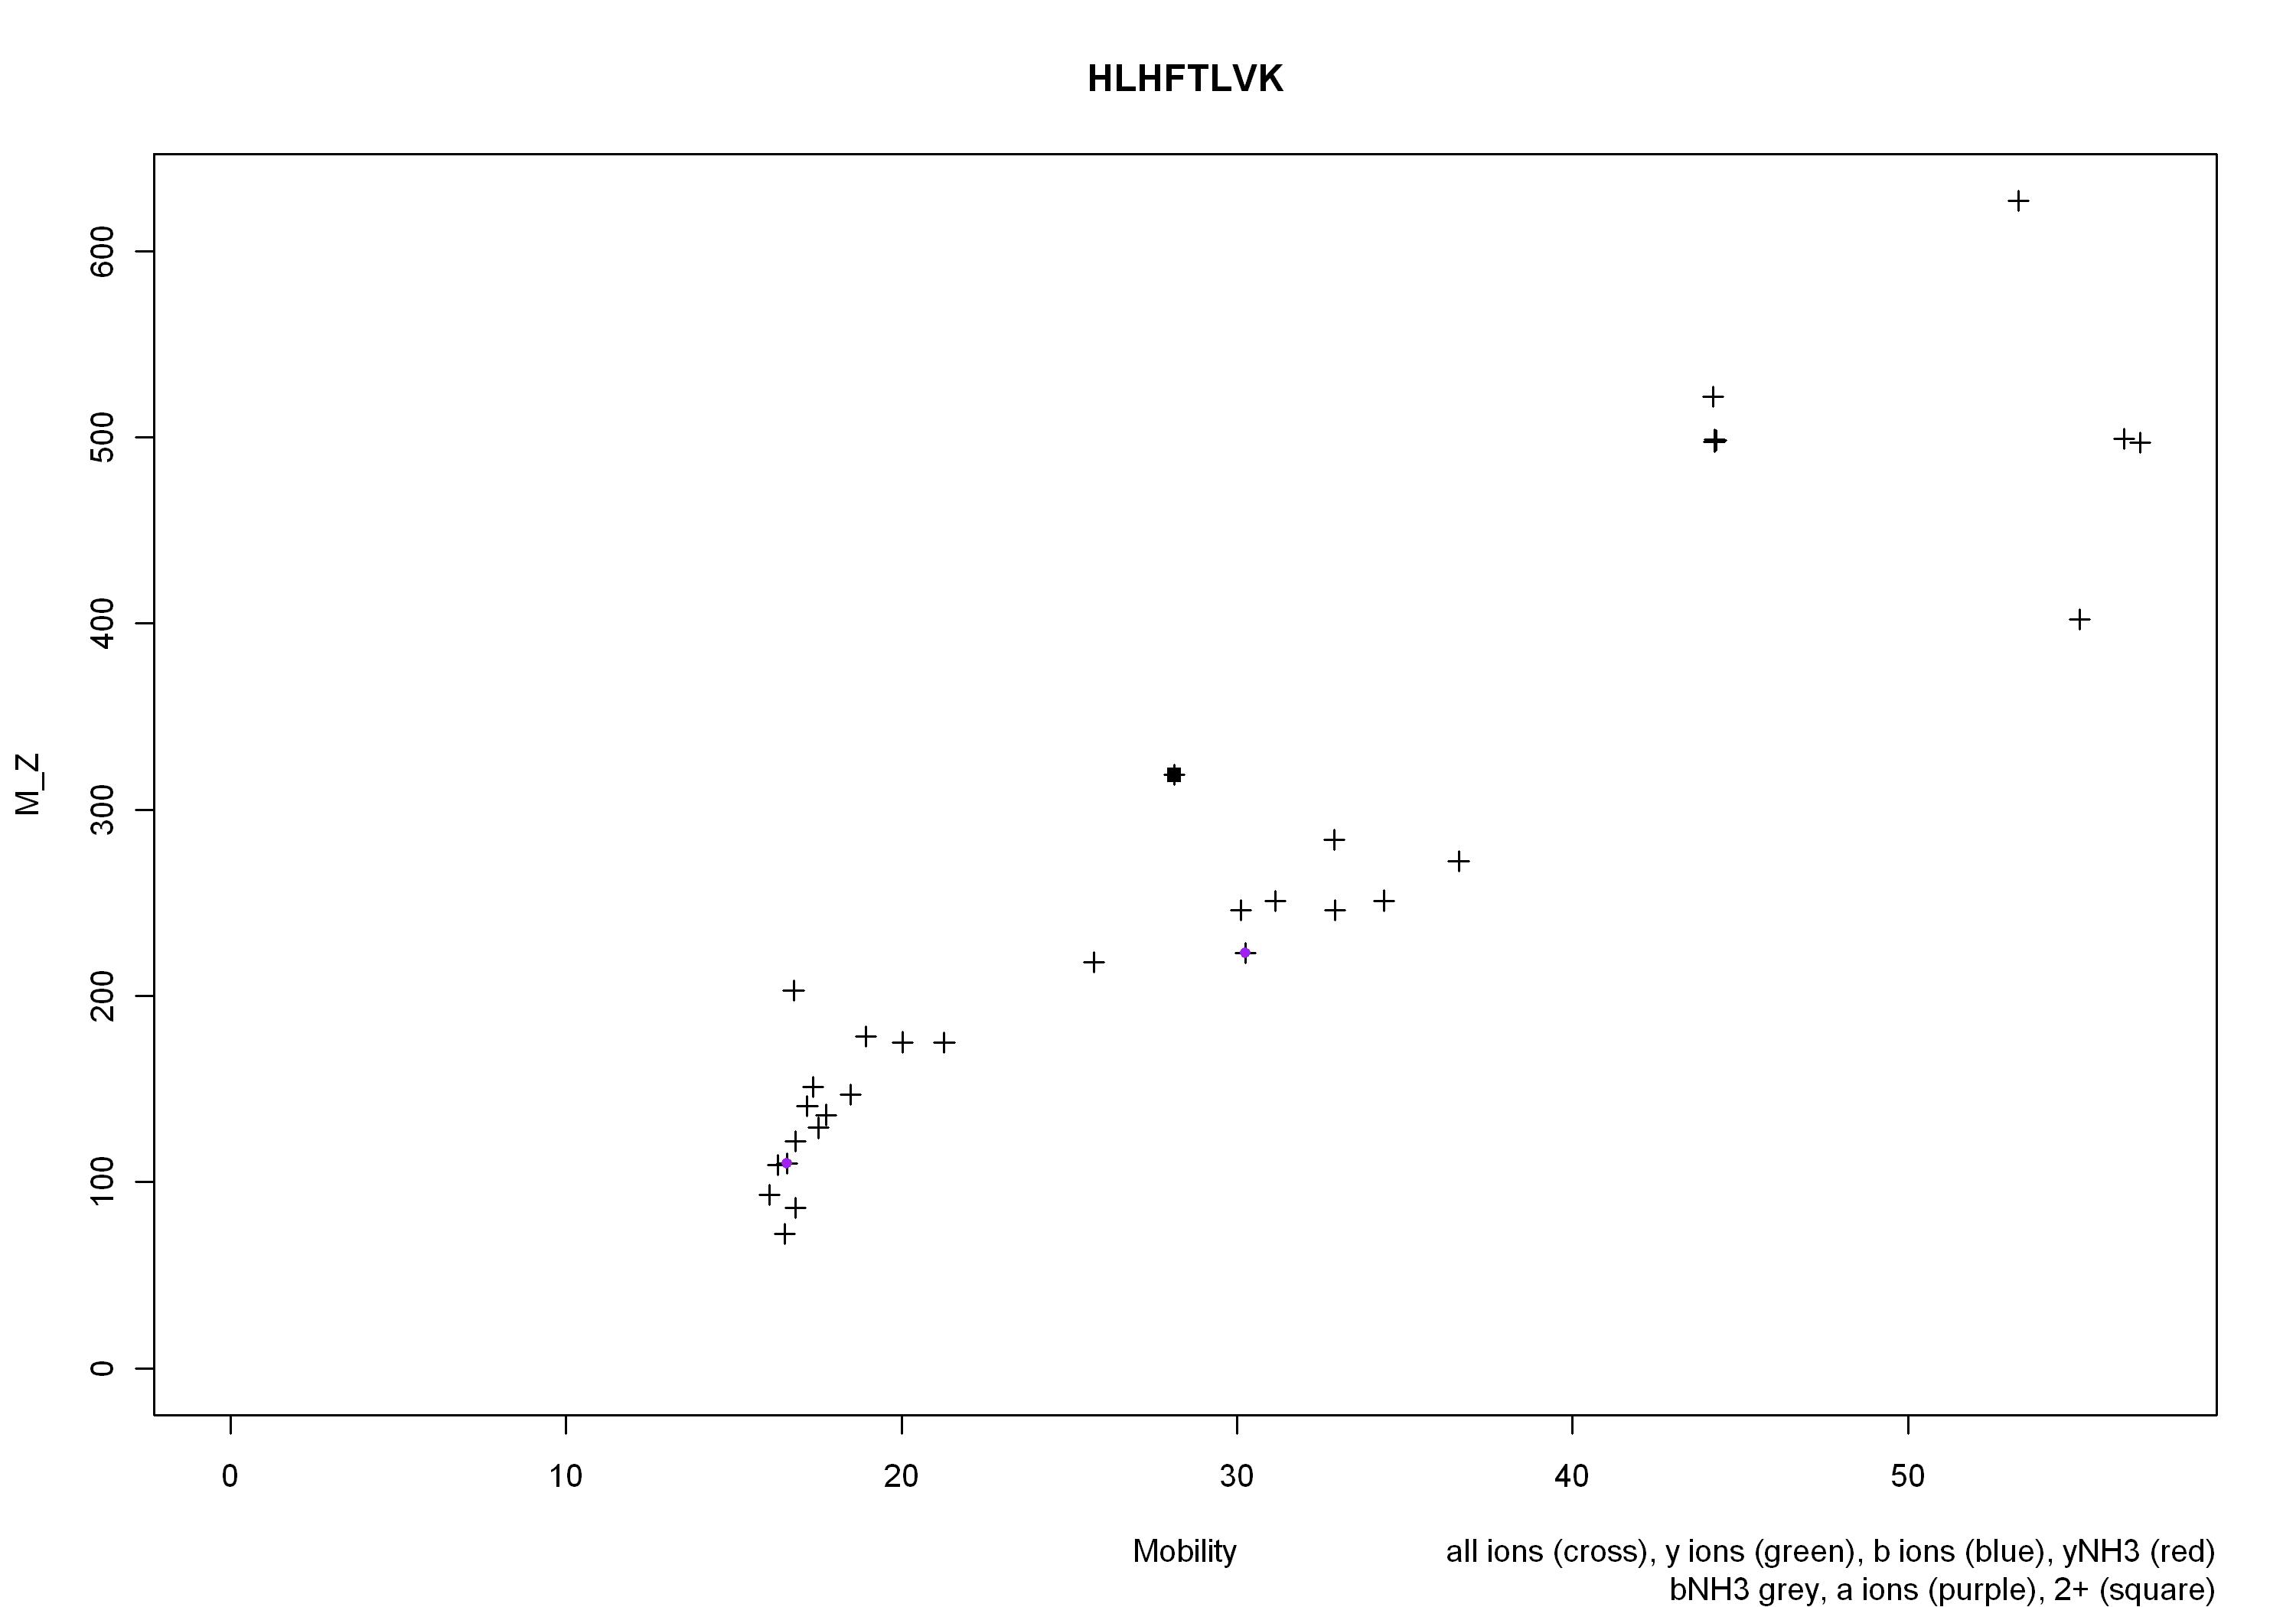 HLHFTLVK
600
500
400
300
200
100
0
M_Z
0 10 20 30 40 50
Mobility
all ions (cross), y ions (green), b ions (blue), yNH3 (red)
bNH3 grey, a ions (purple), 2+ (square)